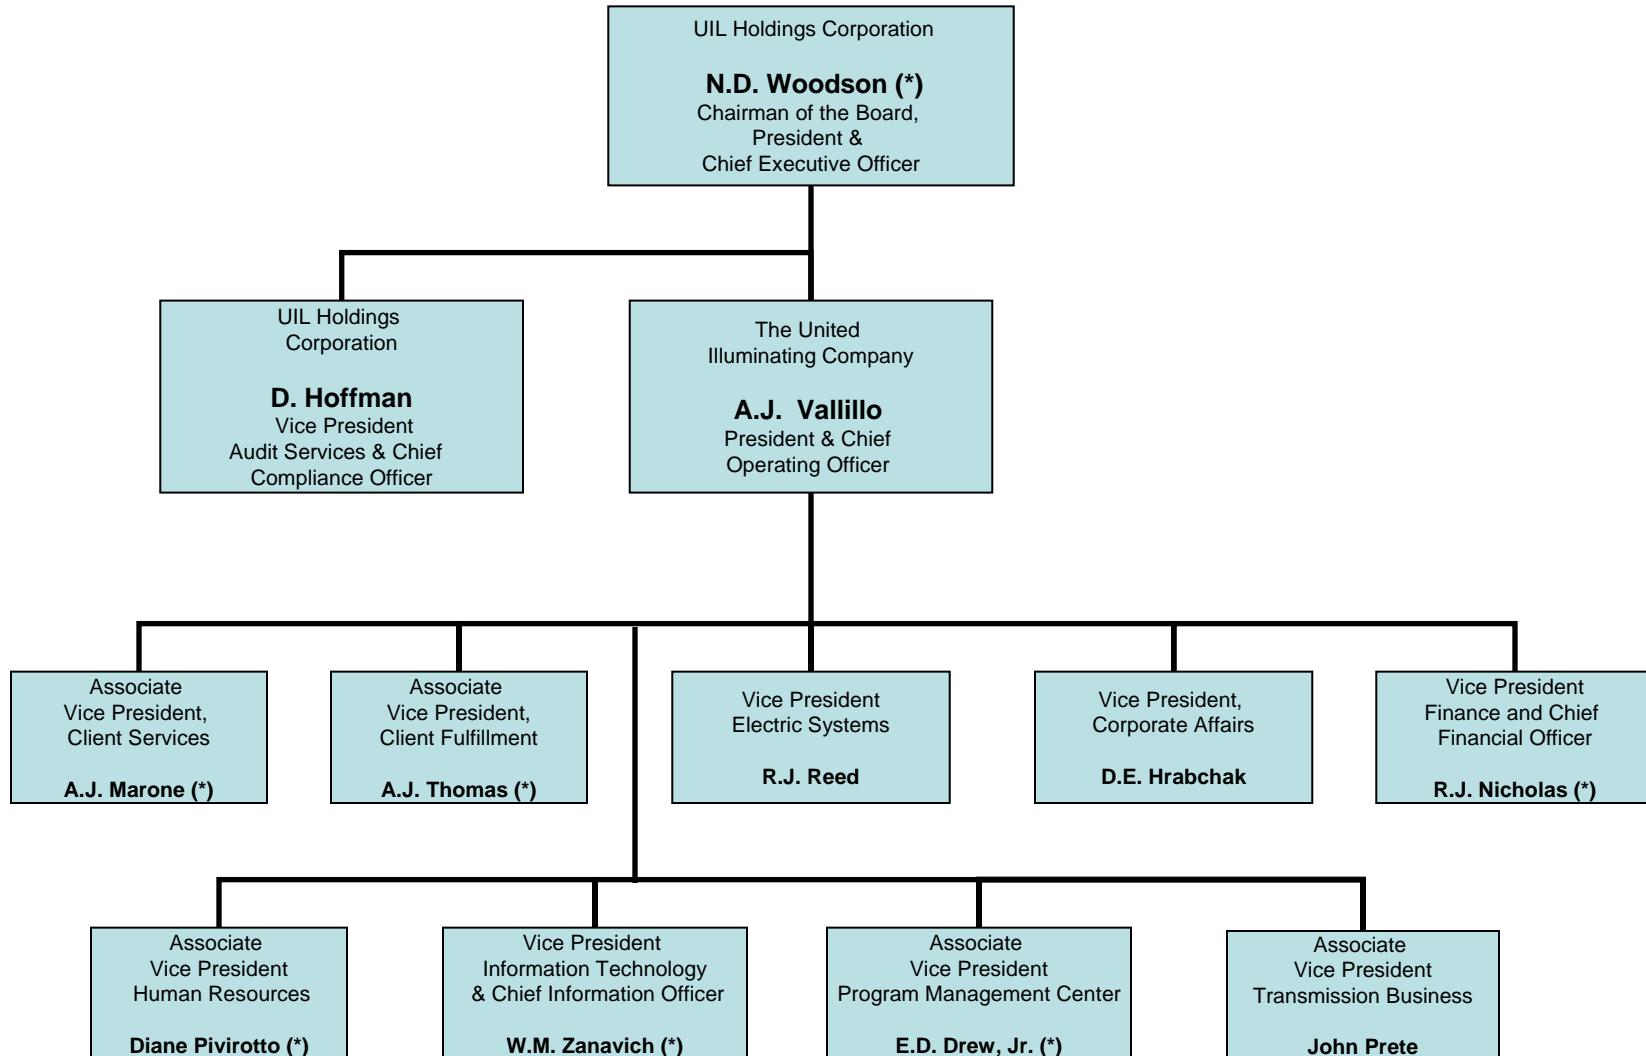 UIL Holdings Corporation
N.D. Woodson (*)
Chairman of the Board,
President &
Chief Executive Officer
UIL Holdings
Corporation
D. Hoffman
Vice President
Audit Services & Chief
Compliance Officer
The United
Illuminating Company
A.J. Vallillo
President & Chief
Operating Officer
Associate
Vice President,
Client Services
A.J. Marone (*)
Associate
Vice President,
Client Fulfillment
A.J. Thomas (*)
Vice President
Electric Systems
R.J. Reed
Vice President,
Corporate Affairs
D.E. Hrabchak
Vice President
Finance and Chief
Financial Officer
R.J. Nicholas (*)
Associate
Vice President
Human Resources
Diane Pivirotto (*)
Vice President
Information Technology
& Chief Information Officer
W.M. Zanavich (*)
Associate
Vice President
Program Management Center
E.D. Drew, Jr. (*)
Associate
Vice President
Transmission Business
John Prete